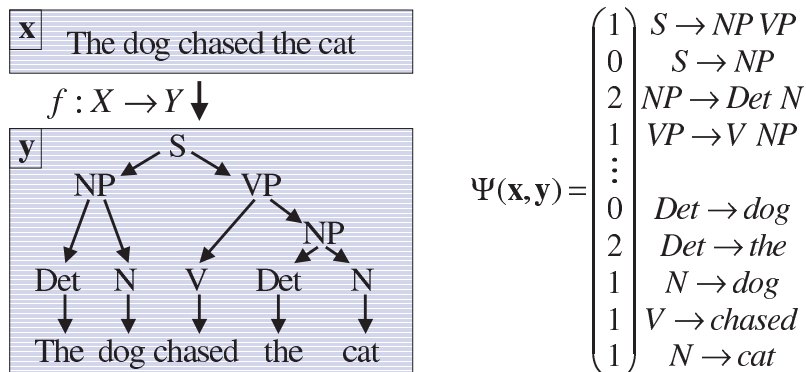 x
The dog chased the cat
f : X → Y
y
S
NP VP
NP
Det N V Det N
The dog chased the cat
Ψ(x,y) =
1 S → NP VP
0 S → NP
2 NP → Det N
1 VP → V NP
⋮
0 Det → dog
2 Det → the
1 N → dog
1 V → chased
1 N → cat